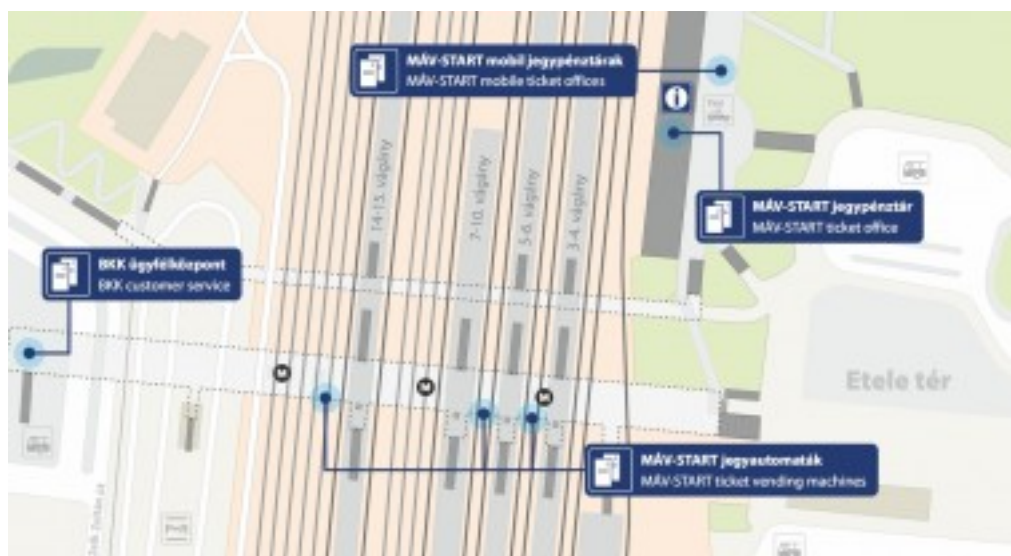 MÁV-START mobil jegypénztárak
MÁV-START mobile ticket offices
i
MÁV-START jegypénztár
MÁV-START ticket office
14-13. vágány
7-10. vágány
5-6. vágány
3-4. vágány
BKK ügyfélközpont
BKK customer service
M
M
M
Etele tér
MÁV-START jegyautomaták
MÁV-START ticket vending machines
P+R